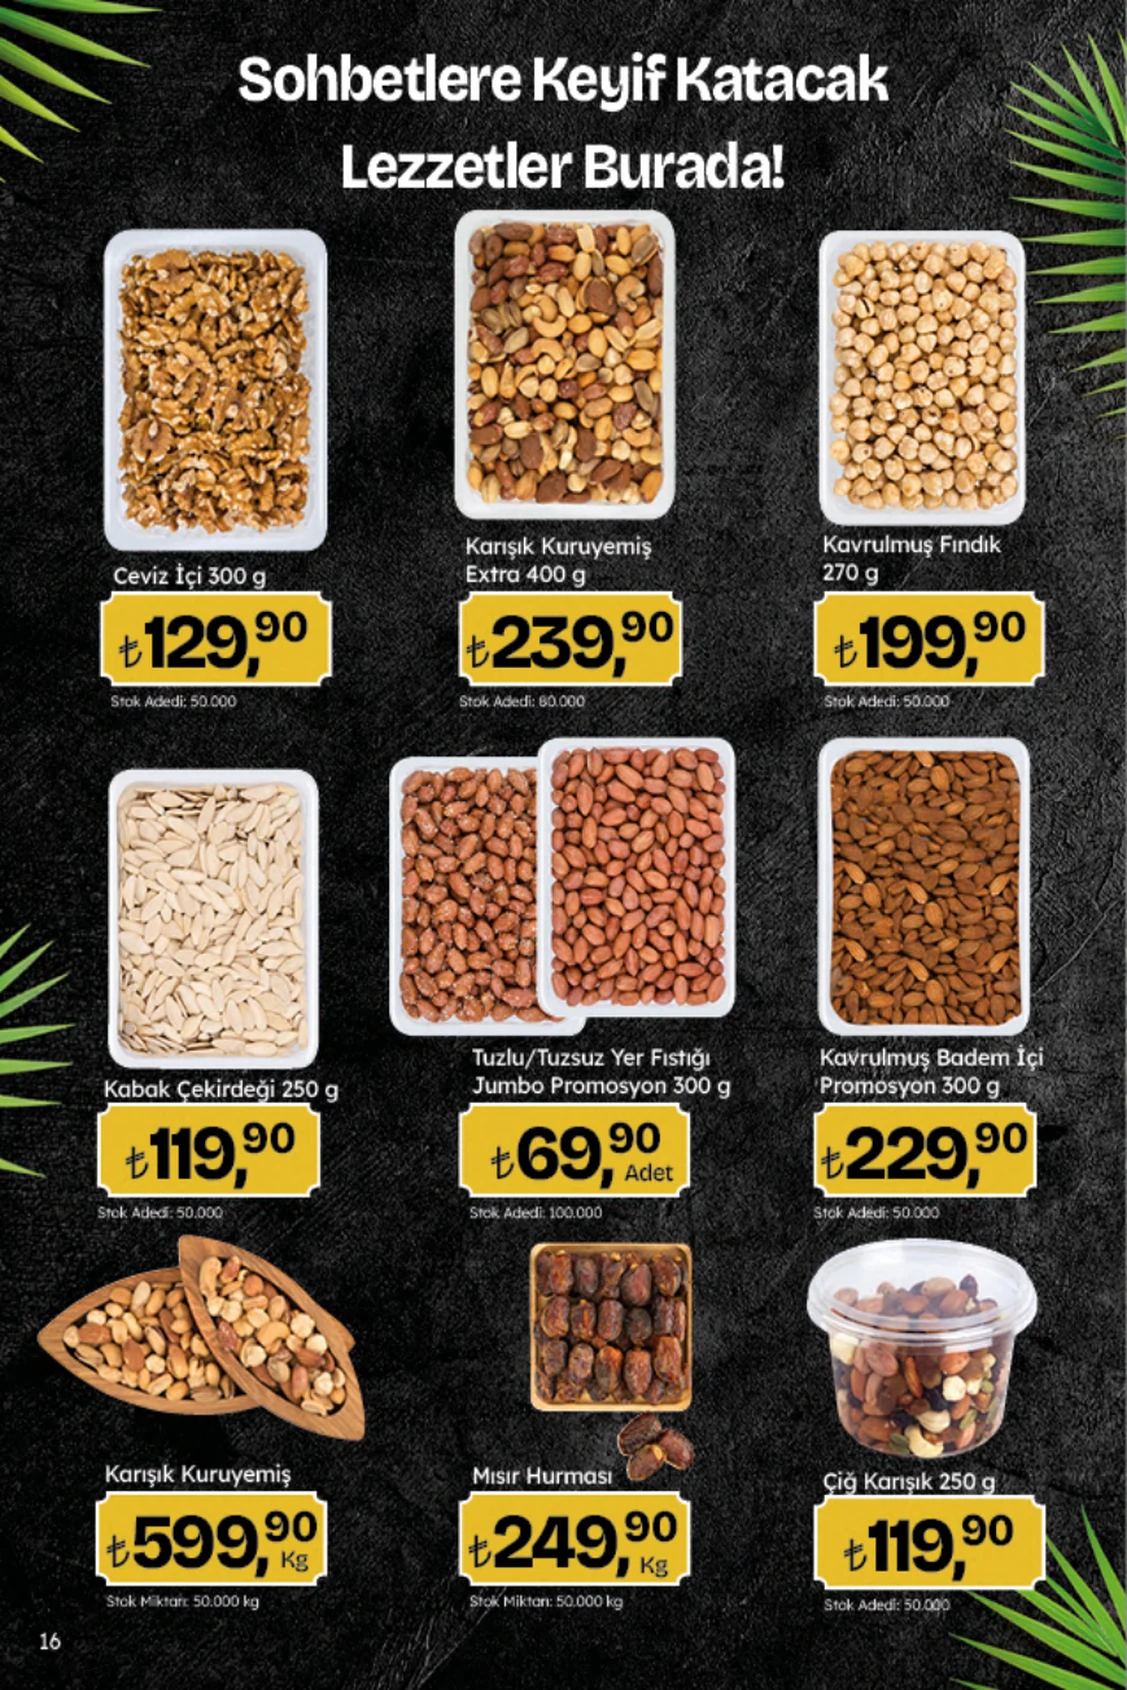 Sohbetlere Keyif Katacak
Lezzetler Burada!
Ceviz İçi 300 g
₺129,90
Stok Adedi: 50.000
Karışık Kuruyemiş
Extra 400 g
₺239,90
Stok Adedi: 80.000
Kavrulmuş Fındık
270 g
₺199,90
Stok Adedi: 50.000
Kabak Çekirdeği 250 g
₺119,90
Stok Adedi: 50.000
Tuzlu/Tuzsuz Yer Fıstığı
Jumbo Promosyon 300 g
₺69,90
Adet
Stok Adedi: 100.000
Kavrulmuş Badem İçi
Promosyon 300 g
₺229,90
Stok Adedi: 50.000
Karışık Kuruyemiş
₺599,90
Kg
Stok Miktarı: 50.000 kg
Mısır Hurması
₺249,90
Kg
Stok Miktarı: 50.000 kg
Çiğ Karışık 250 g
₺119,90
Stok Adedi: 50.000
16